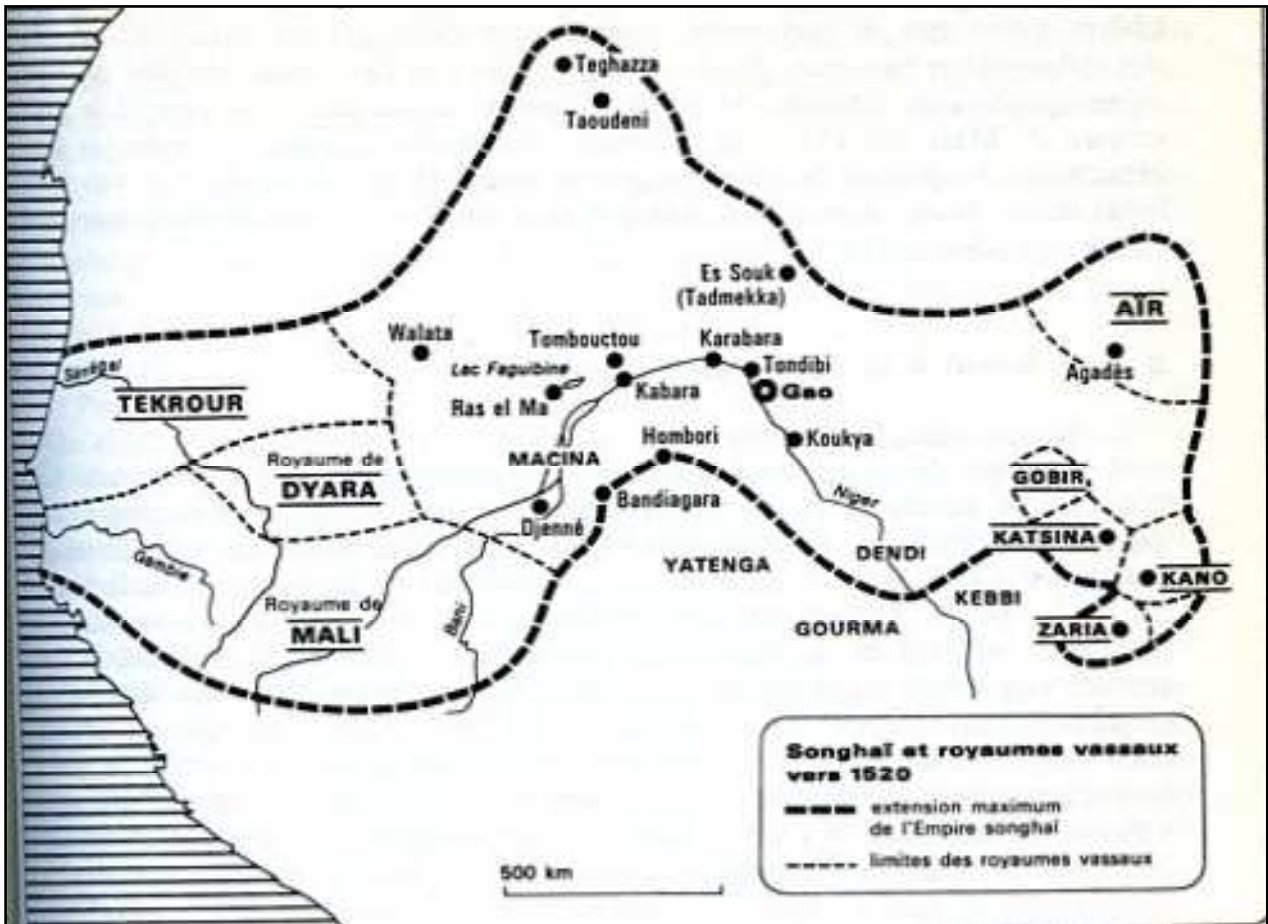 Teghazza
Taoudeni
Es Souk
(Tadmekka)
AÏR
Walata
Tombouctou
Karabara
Tondibi
Agadès
Sénégal
Lac Faguibine
TEKROUR
Ras el Ma
Kabara
Gao
Hombori
Koukya
Royaume de
DYARA
MACINA
GOBIR
Bandiagara
Niger
Djenné
KATSINA
Gambie
YATENGA
DENDI
KANO
KEBBI
Royaume de
MALI
Bani
GOURMA
ZARIA
Songhaï et royaumes vassaux
vers 1520
extension maximum
de l'Empire songhaï
limites des royaumes vassaux
500 km